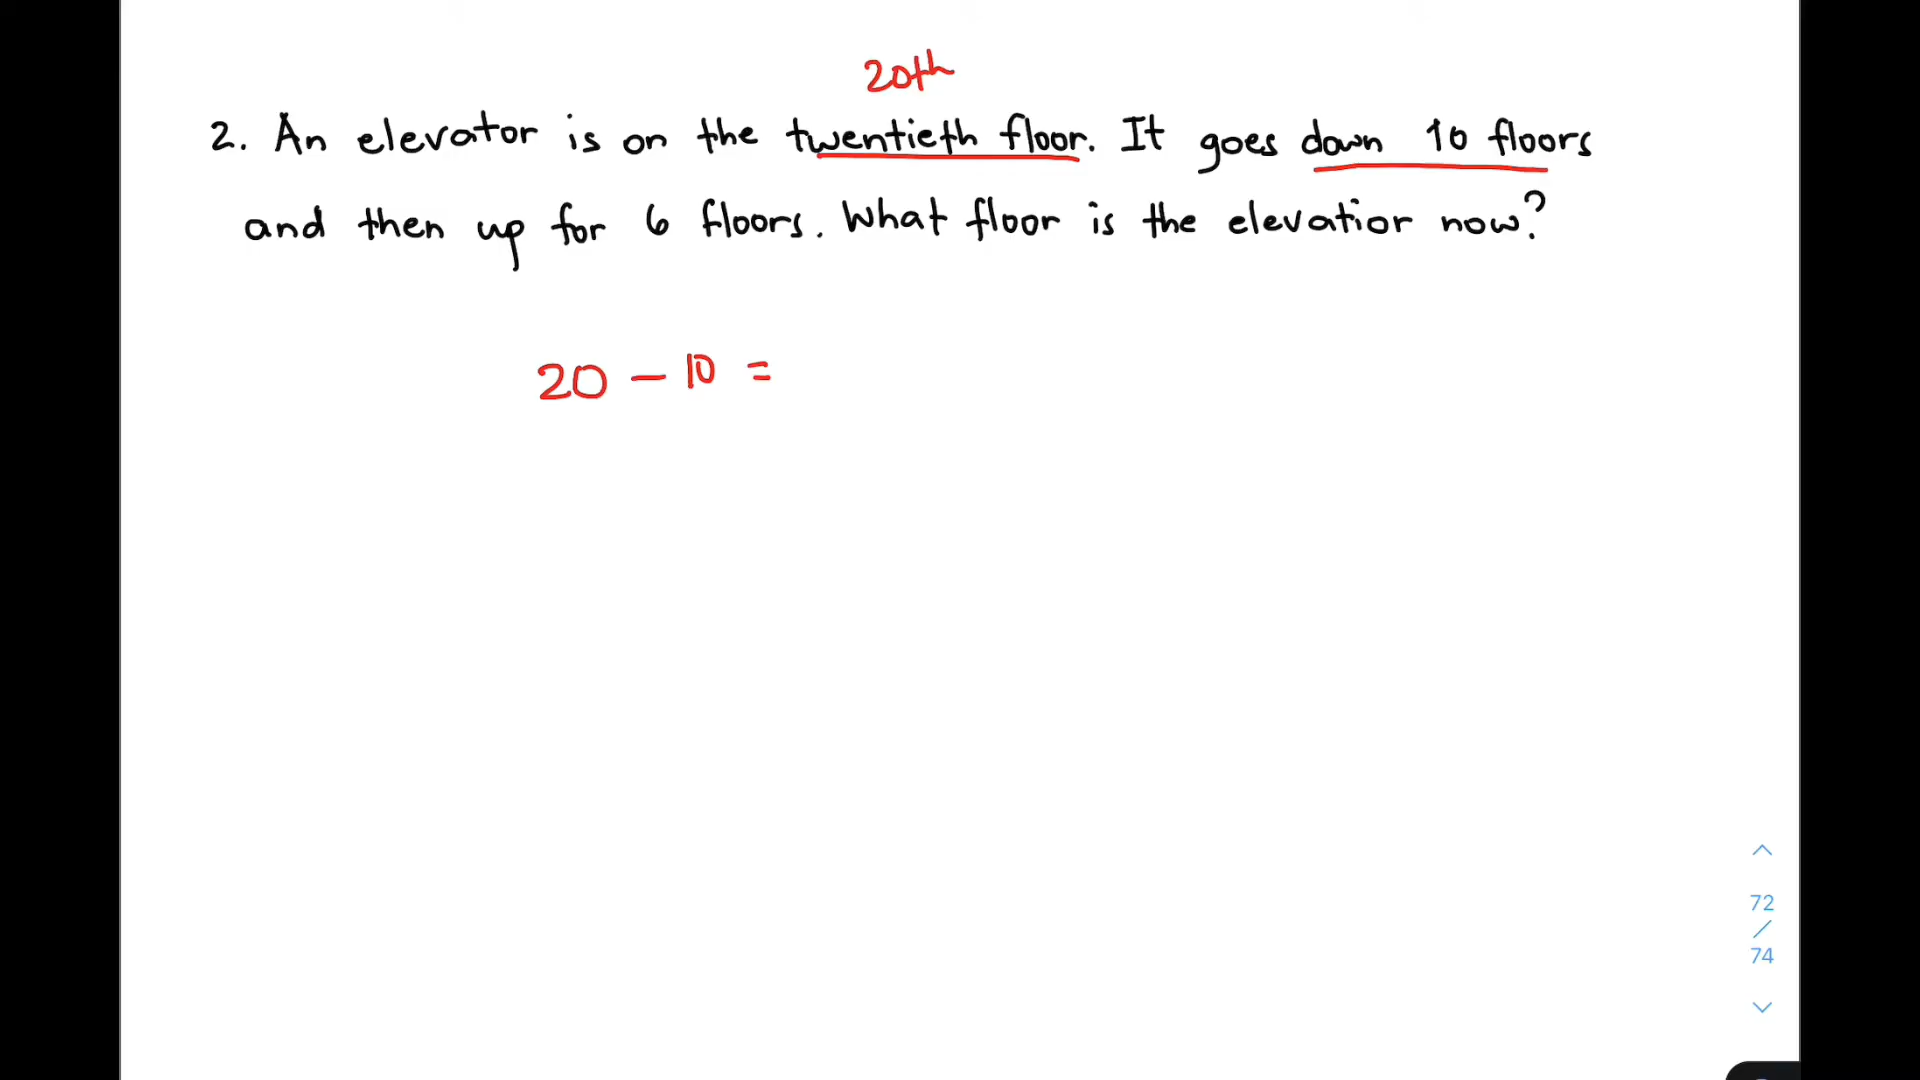 20th
2. An elevator is on the twentieth floor. It goes down 10 floors
and then up for 6 floors. What floor is the elevatior now?
20 - 10 =
72
/
74